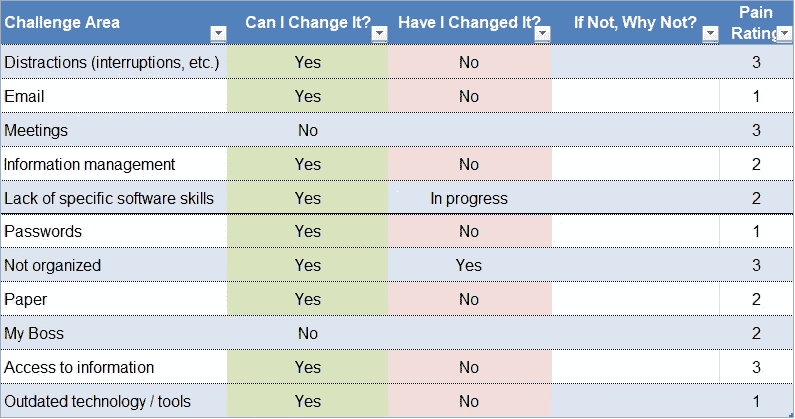 Challenge Area Can I Change It? Have I Changed It? If Not, Why Not? Pain Rating
Distractions (interruptions, etc.) Yes No 3
Email Yes No 1
Meetings No 3
Information management Yes No 2
Lack of specific software skills Yes In progress 2
Passwords Yes No 1
Not organized Yes Yes 3
Paper Yes No 2
My Boss No 2
Access to information Yes No 3
Outdated technology / tools Yes No 1